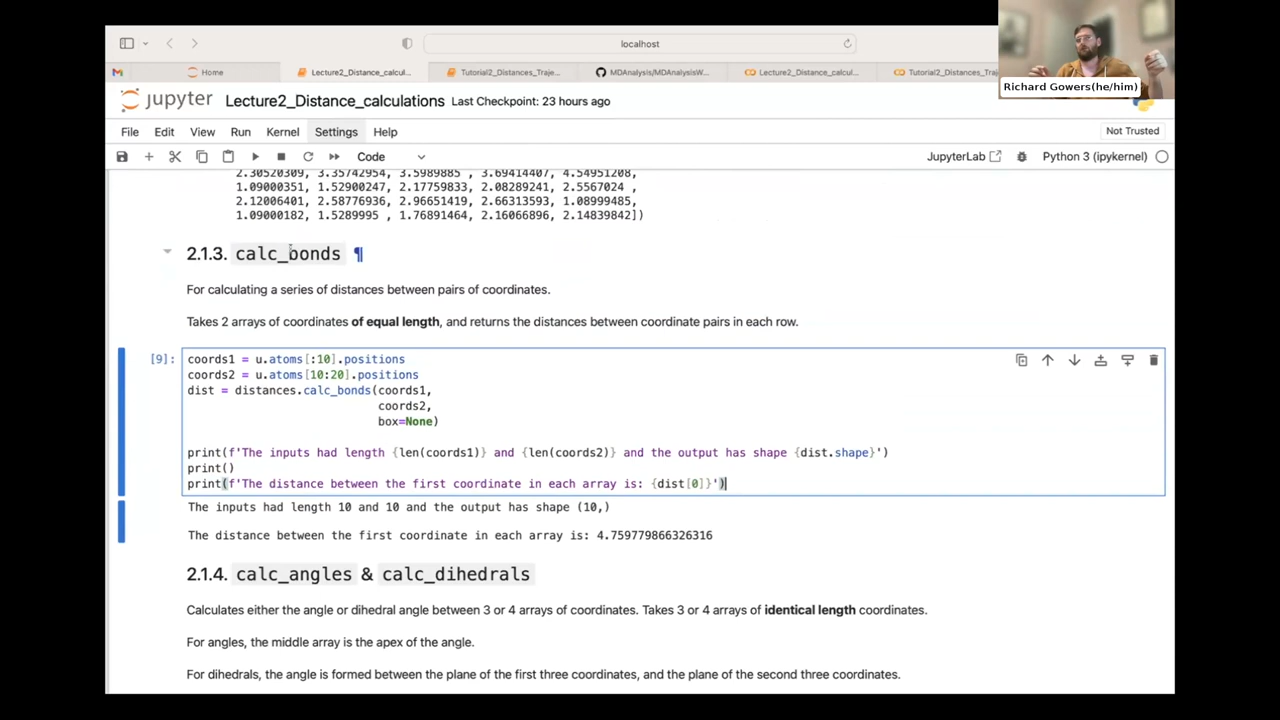 localhost
Richard Gowers(he/him)
Home
Lecture2_Distance_calcul...
Tutorial2_Distances_Traje...
MDAnalysis/MDAnalysisW...
Lecture2_Distance_calcul...
Tutorial2_Distances_Traje
jupyter Lecture2_Distance_calculations Last Checkpoint: 23 hours ago
File Edit View Run Kernel Settings Help
Not Trusted
Code
JupyterLab
Python 3 (ipykernel)
2.30520309, 3.35742954, 3.5989885 , 3.69414407, 4.54951208,
1.09000351, 1.52900247, 2.17759833, 2.08289241, 2.5567024 ,
2.12006401, 2.58776936, 2.96651419, 2.66313593, 1.08999485,
1.09000182, 1.5289995 , 1.76891464, 2.16066896, 2.14839842])
2.1.3. calc_bonds ¶
For calculating a series of distances between pairs of coordinates.
Takes 2 arrays of coordinates of equal length, and returns the distances between coordinate pairs in each row.
[9]:
coords1 = u.atoms[:10].positions
coords2 = u.atoms[10:20].positions
dist = distances.calc_bonds(coords1,
coords2,
box=None)
print(f'The inputs had length {len(coords1)} and {len(coords2)} and the output has shape {dist.shape}')
print()
print(f'The distance between the first coordinate in each array is: {dist[0]}')
The inputs had length 10 and 10 and the output has shape (10,)
The distance between the first coordinate in each array is: 4.759779866326316
2.1.4. calc_angles & calc_dihedrals
Calculates either the angle or dihedral angle between 3 or 4 arrays of coordinates. Takes 3 or 4 arrays of identical length coordinates.
For angles, the middle array is the apex of the angle.
For dihedrals, the angle is formed between the plane of the first three coordinates, and the plane of the second three coordinates.